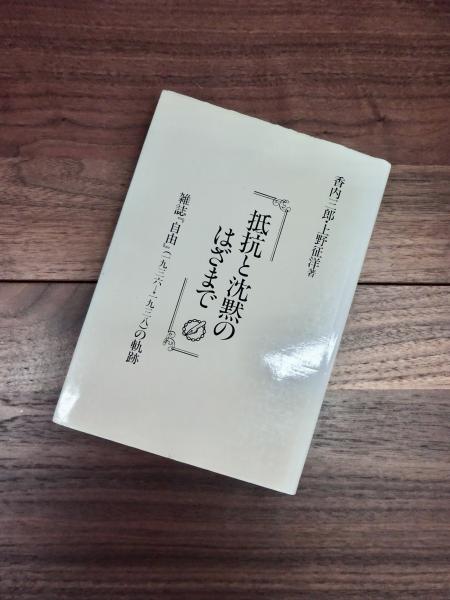 香内三郎・上野征洋著
抵抗と沈黙の
はざまで
雑誌『自由』(一九三六―一九三八)の軌跡